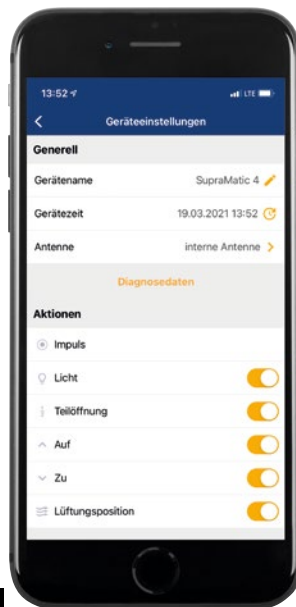 13:52 LTE
Geräteeinstellungen
Generell
Gerätename SupraMatic 4
Gerätezeit 19.03.2021 13:52
Antenne interne Antenne
Diagnosedaten
Aktionen
Impuls
Licht
Teilöffnung
Auf
Zu
Lüftungsposition